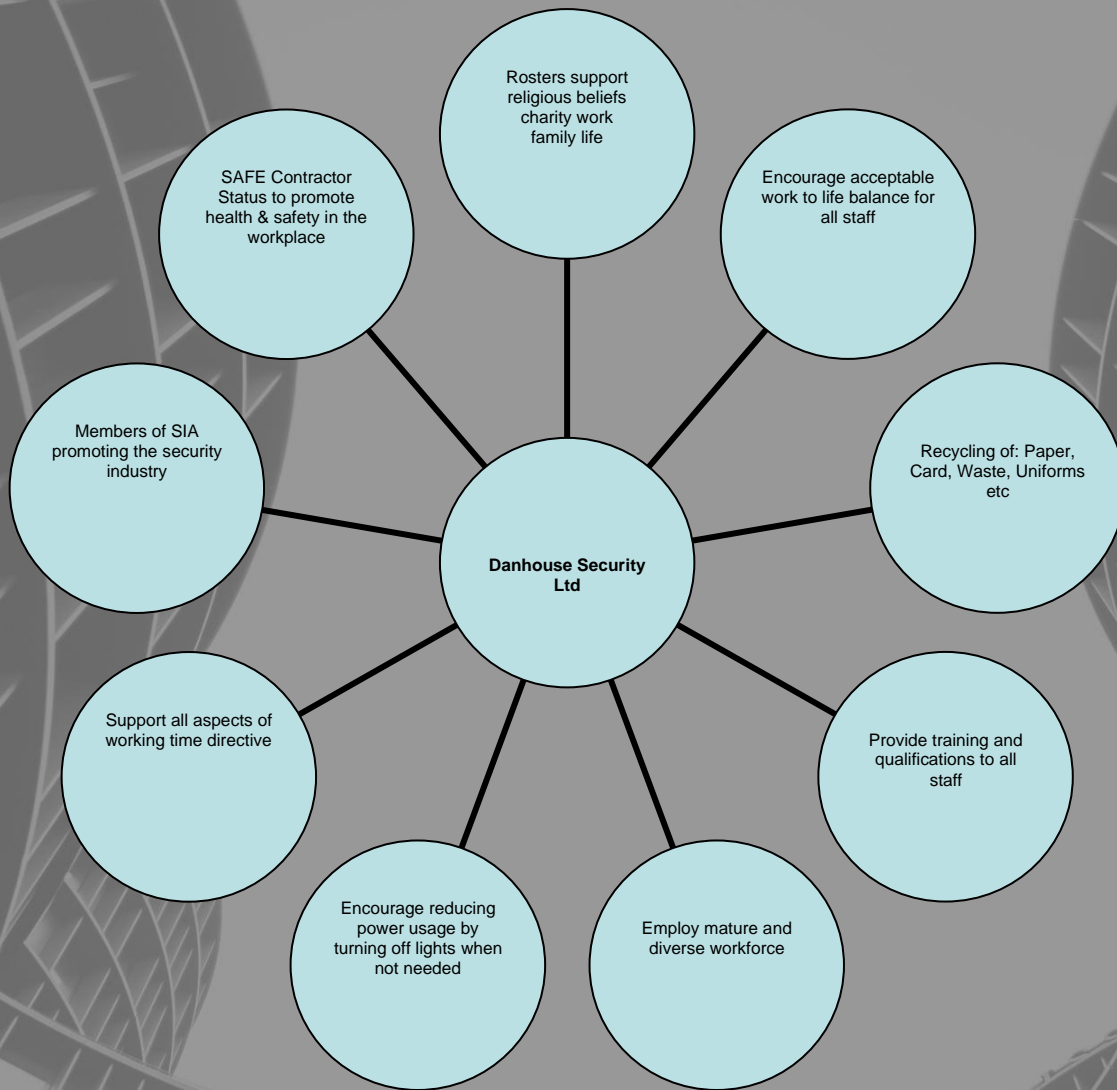 Rosters support
religious beliefs
charity work
family life
SAFE Contractor
Status to promote
health & safety in the
workplace
Encourage acceptable
work to life balance for
all staff
Members of SIA
promoting the security
industry
Recycling of: Paper,
Card, Waste, Uniforms
etc
Danhouse Security
Ltd
Support all aspects of
working time directive
Provide training and
qualifications to all
staff
Encourage reducing
power usage by
turning off lights when
not needed
Employ mature and
diverse workforce